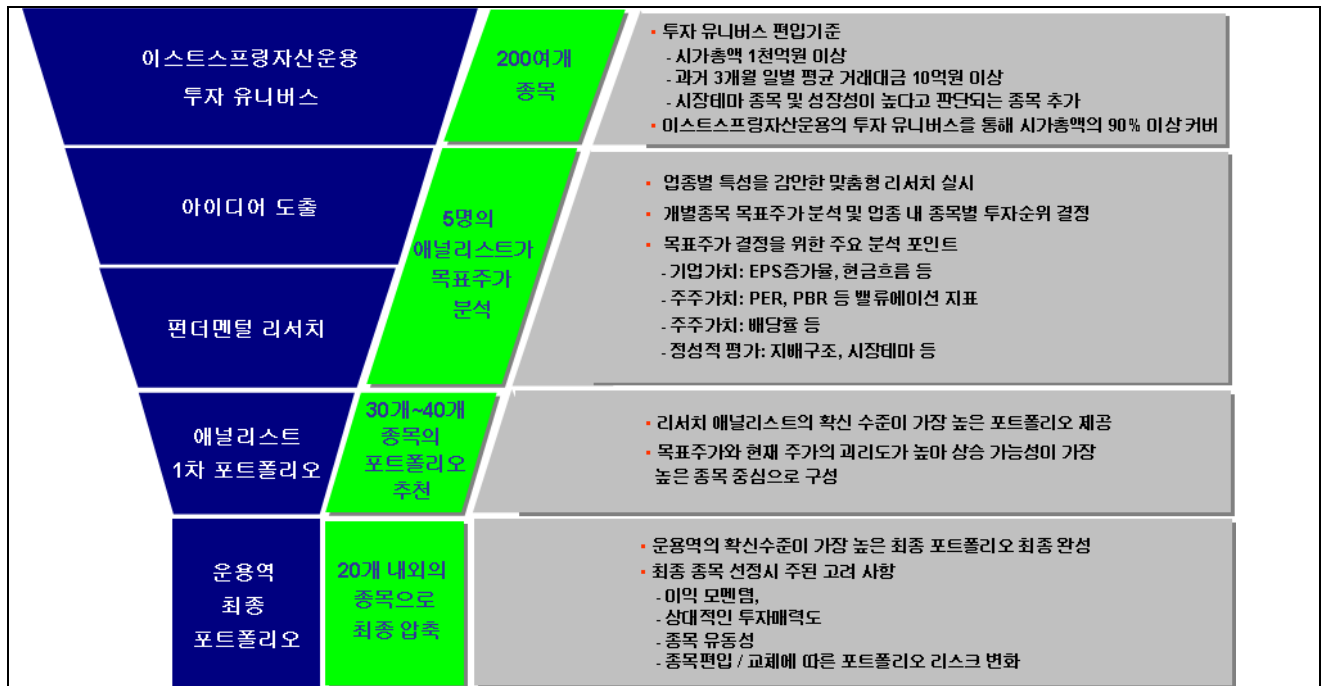 이스트스프링자산운용
투자 유니버스
200여개
종목
• 투자 유니버스 편입기준
- 시가총액 1천억원 이상
- 과거 3개월 일별 평균 거래대금 10억원 이상
- 시장테마 종목 및 성장성이 높다고 판단되는 종목 추가
• 이스트스프링자산운용의 투자 유니버스를 통해 시가총액의 90% 이상 커버
아이디어 도출
펀더멘털 리서치
5명의
애널리스트가
목표주가
분석
• 업종별 특성을 감안한 맞춤형 리서치 실시
• 개별종목 목표주가 분석 및 업종 내 종목별 투자순위 결정
• 목표주가 결정을 위한 주요 분석 포인트
- 기업가치: EPS증가율, 현금흐름 등
- 주주가치: PER, PBR 등 밸류에이션 지표
- 주주가치: 배당률 등
- 정성적 평가: 지배구조, 시장테마 등
애널리스트
1차 포트폴리오
30개~40개
종목의
포트폴리오
추천
• 리서치 애널리스트의 확신 수준이 가장 높은 포트폴리오 제공
• 목표주가와 현재 주가의 괴리도가 높아 상승 가능성이 가장
높은 종목 중심으로 구성
운용역
최종
포트폴리오
20개 내외의
종목으로
최종 압축
• 운용역의 확신수준이 가장 높은 최종 포트폴리오 최종 완성
• 최종 종목 선정시 주된 고려 사항
- 이익 모멘텀,
- 상대적인 투자매력도
- 종목 유동성
- 종목편입 / 교체에 따른 포트폴리오 리스크 변화